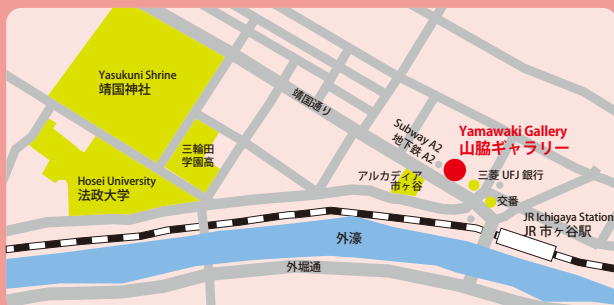 Yasukuni Shrine
靖国神社
靖国通り
Subway A2
地下鉄 A2
Yamawaki Gallery
山脇ギャラリー
三輪田
学園高
Hosei University
法政大学
アルカディア
市ヶ谷
三菱 UFJ 銀行
交番
JR Ichigaya Station
JR 市ヶ谷駅
外濠
外堀通